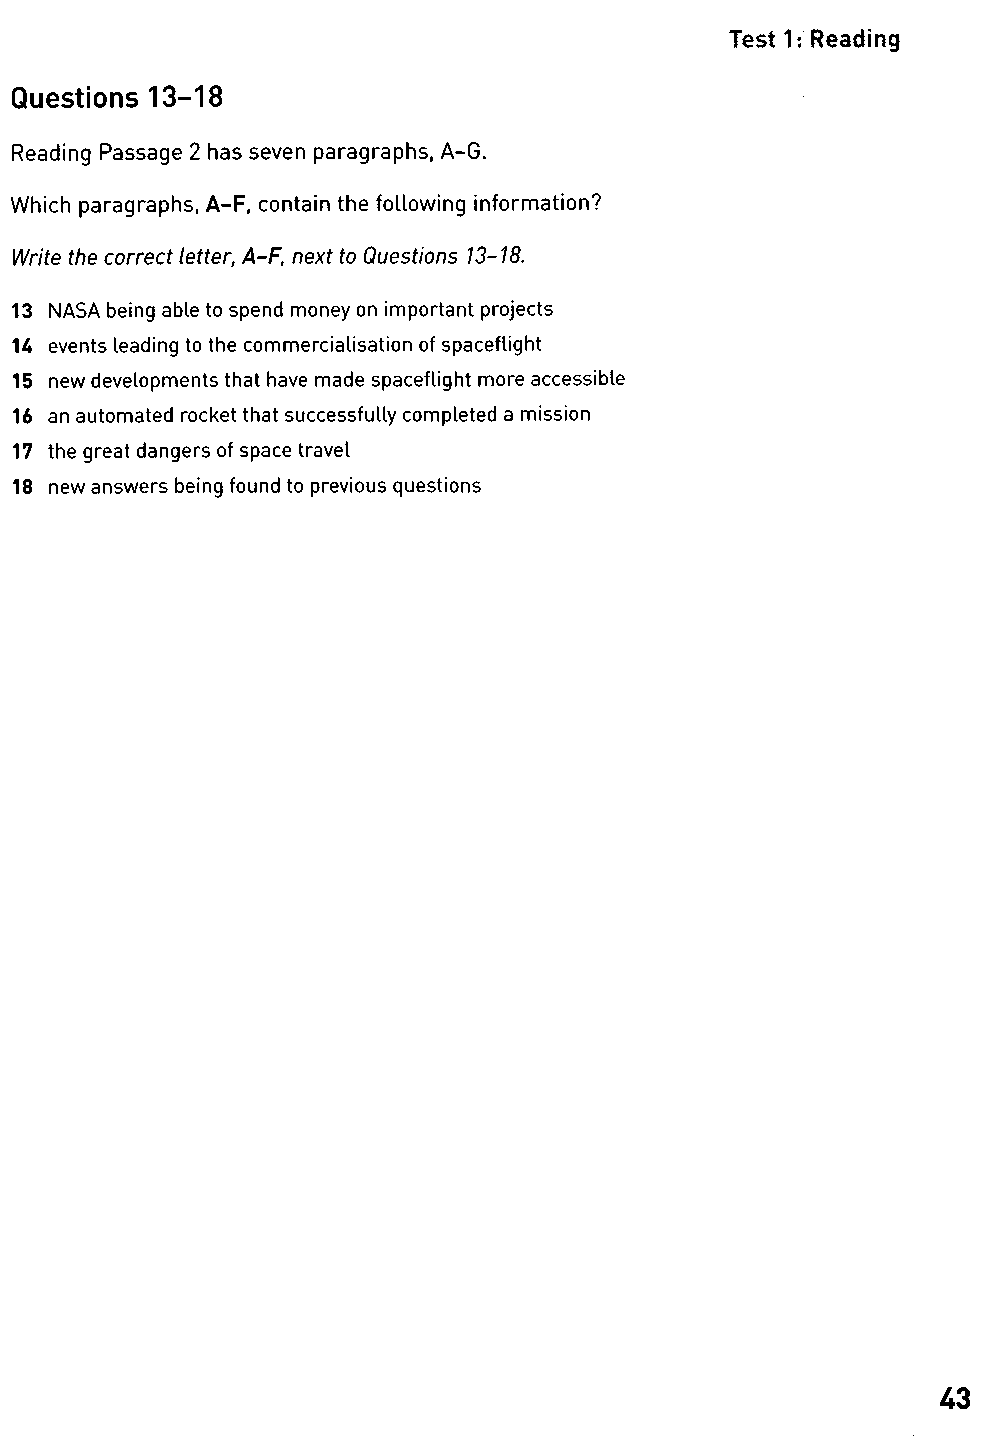 Test 1: Reading
Questions 13–18
Reading Passage 2 has seven paragraphs, A–G.
Which paragraphs, A–F, contain the following information?
Write the correct letter, A–F, next to Questions 13–18.
13 NASA being able to spend money on important projects
14 events leading to the commercialisation of spaceflight
15 new developments that have made spaceflight more accessible
16 an automated rocket that successfully completed a mission
17 the great dangers of space travel
18 new answers being found to previous questions
43